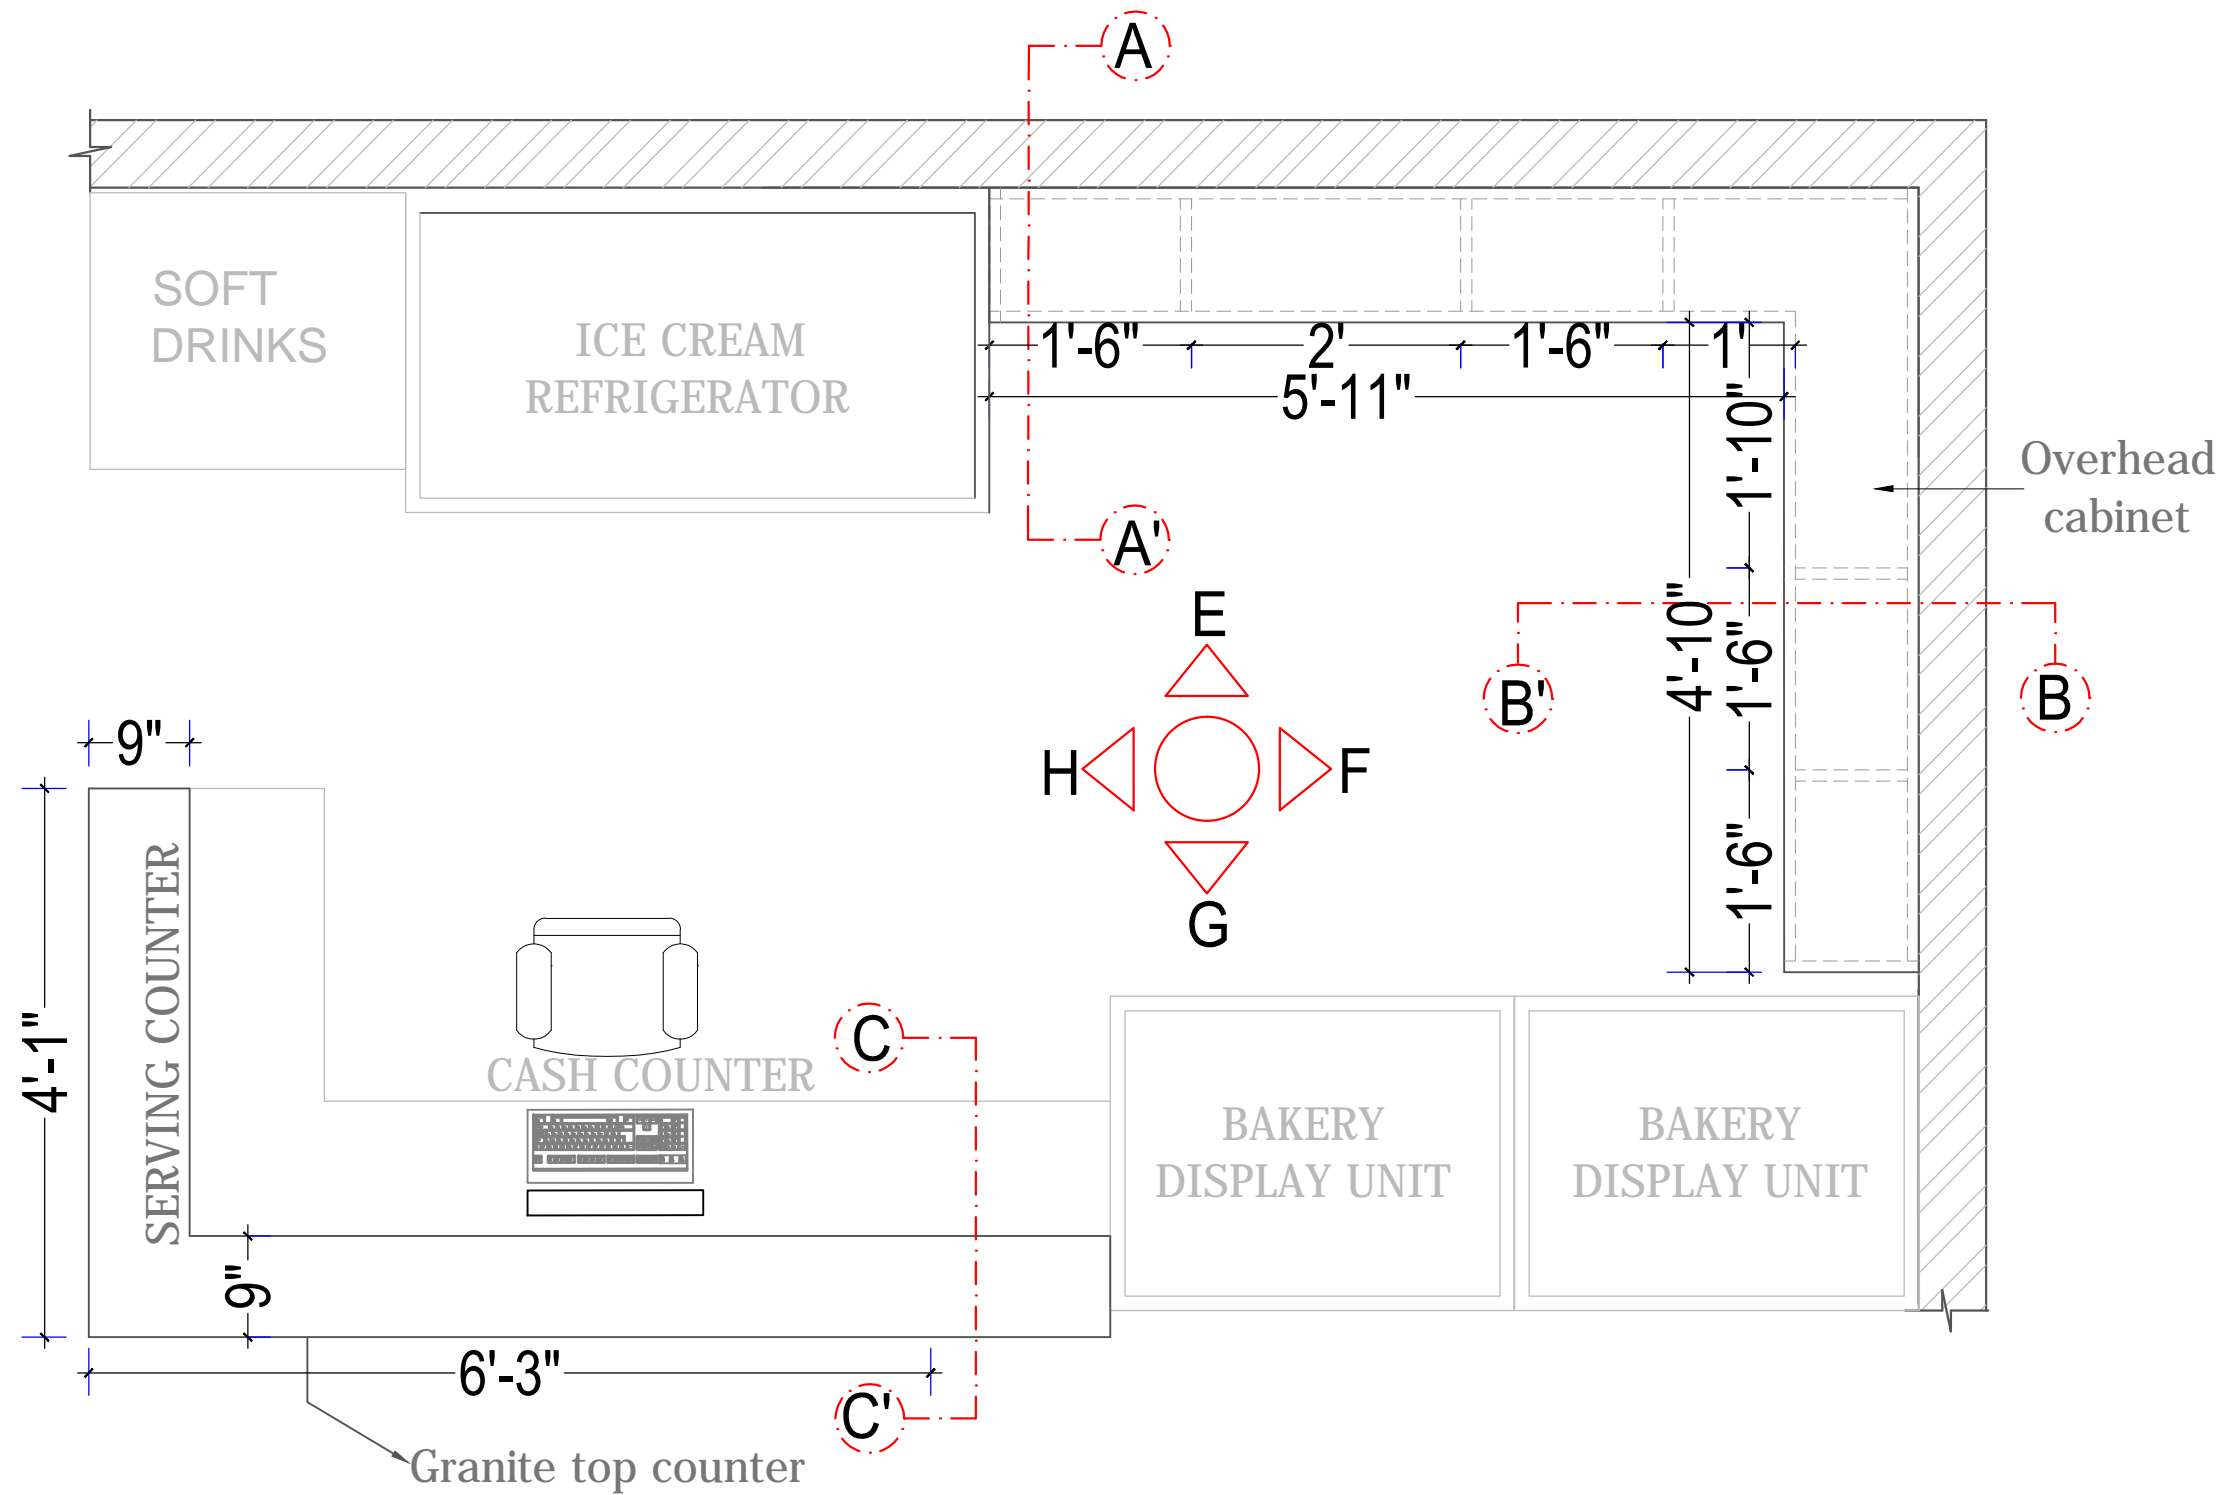 A
SOFT
DRINKS
ICE CREAM
REFRIGERATOR
1'-6"
2'
1'-6"
1'
5'-11"
1'-10"
Overhead
cabinet
A'
E
4'-10"
1'-6"
B'
B
9"
H
F
1'-6"
G
SERVING COUNTER
4'-1"
C
CASH COUNTER
BAKERY
DISPLAY UNIT
BAKERY
DISPLAY UNIT
9"
6'-3"
C'
Granite top counter